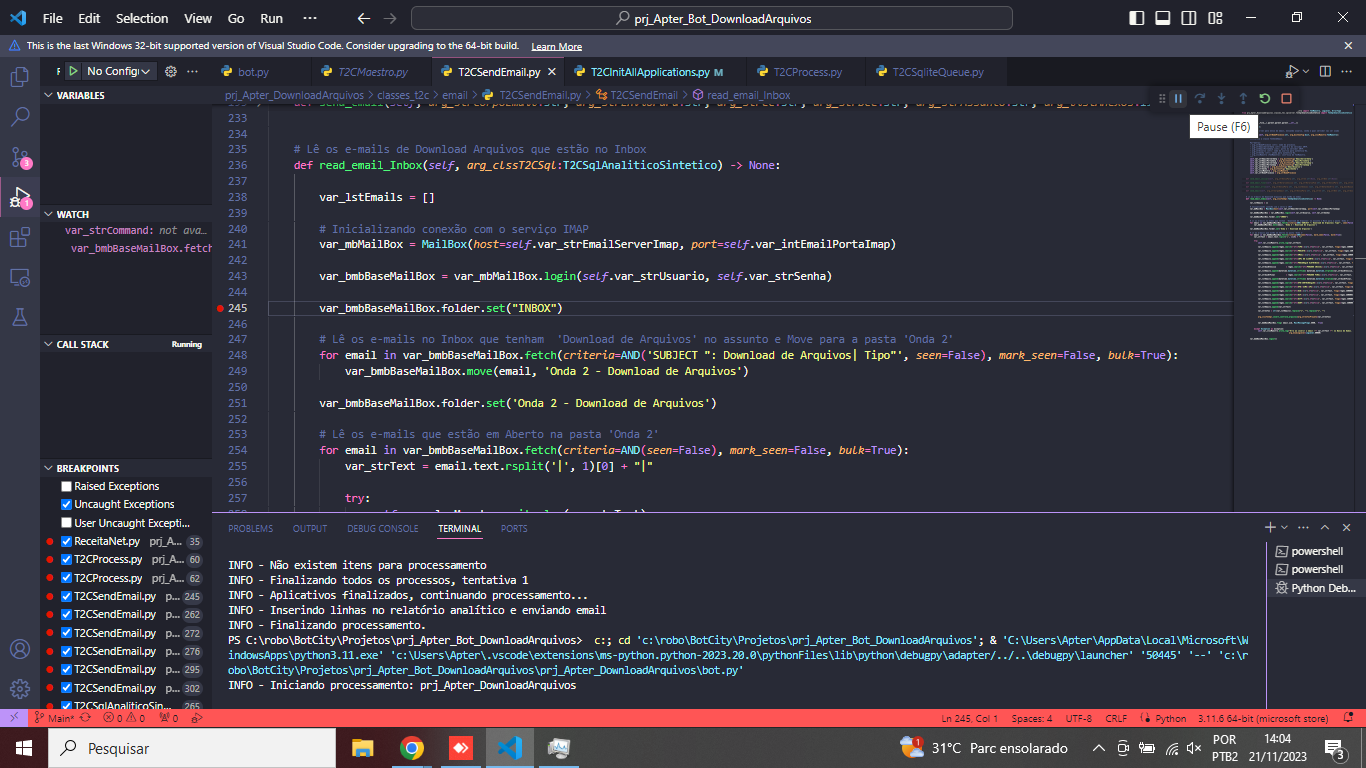 File Edit Selection View Go Run ··· prj_Apter_Bot_DownloadArquivos
This is the last Windows 32-bit supported version of Visual Studio Code. Consider upgrading to the 64-bit build. Learn More
No Config bot.py T2CMaestro.py T2CSendEmail.py T2CInitAllApplications.py M T2CProcess.py T2CSqliteQueue.py
VARIABLES
prj_Apter_DownloadArquivos > classes_t2c > email > T2CSendEmail.py > T2CSendEmail > read_email_Inbox
Pause (F6)
233
234
235 # Lê os e-mails de Download Arquivos que estão no Inbox
236 def read_email_Inbox(self, arg_clssT2CSql:T2CSqlAnaliticoSintetico) -> None:
237
238 var_lstEmails = []
239
240 # Inicializando conexão com o serviço IMAP
241 var_mbMailBox = MailBox(host=self.var_strEmailServerImap, port=self.var_intEmailPortaImap)
242
243 var_bmbBaseMailBox = var_mbMailBox.login(self.var_strUsuario, self.var_strSenha)
244
245 var_bmbBaseMailBox.folder.set("INBOX")
246
247 # Lê os e-mails no Inbox que tenham  'Download de Arquivos' no assunto e Move para a pasta 'Onda 2'
248 for email in var_bmbBaseMailBox.fetch(criteria=AND('SUBJECT ": Download de Arquivos| Tipo"', seen=False), mark_seen=False, bulk=True):
249 var_bmbBaseMailBox.move(email, 'Onda 2 - Download de Arquivos')
250
251 var_bmbBaseMailBox.folder.set('Onda 2 - Download de Arquivos')
252
253 # Lê os e-mails que estão em Aberto na pasta 'Onda 2'
254 for email in var_bmbBaseMailBox.fetch(criteria=AND(seen=False), mark_seen=False, bulk=True):
255 var_strText = email.text.rsplit('|', 1)[0] + "|"
256
257 try:
WATCH
var_strCommand: not ava...
var_bmbBaseMailBox.fetch
CALL STACK Running
BREAKPOINTS
Raised Exceptions
Uncaught Exceptions
User Uncaught Excepti...
ReceitaNet.py prj_A... 35
T2CProcess.py prj_A... 60
T2CProcess.py prj_A... 62
T2CSendEmail.py p... 245
T2CSendEmail.py p... 262
T2CSendEmail.py p... 272
T2CSendEmail.py p... 276
T2CSendEmail.py p... 295
T2CSendEmail.py p... 302
T2CSqlAnaliticoSin... 265
3
1
PROBLEMS OUTPUT DEBUG CONSOLE TERMINAL PORTS
INFO - Não existem itens para processamento
INFO - Finalizando todos os processos, tentativa 1
INFO - Aplicativos finalizados, continuando processamento...
INFO - Inserindo linhas no relatório analítico e enviando email
INFO - Finalizando processamento.
PS C:\robo\BotCity\Projetos\prj_Apter_Bot_DownloadArquivos>  c:; cd 'c:\robo\BotCity\Projetos\prj_Apter_Bot_DownloadArquivos'; & 'C:\Users\Apter\AppData\Local\Microsoft\W
indowsApps\python3.11.exe' 'c:\Users\Apter\.vscode\extensions\ms-python.python-2023.20.0\pythonFiles\lib\python\debugpy\adapter/../..\debugpy\launcher' '50445' '--' 'c:\r
obo\BotCity\Projetos\prj_Apter_Bot_DownloadArquivos\prj_Apter_DownloadArquivos\bot.py'
INFO - Iniciando processamento: prj_Apter_DownloadArquivos
powershell
powershell
Python Deb...
Main* 0 0 0 Ln 245, Col 1 Spaces: 4 UTF-8 CRLF Python 3.11.6 64-bit (microsoft store)
Pesquisar 1 31°C Parc ensolarado POR 14:04
PTB2 21/11/2023 3